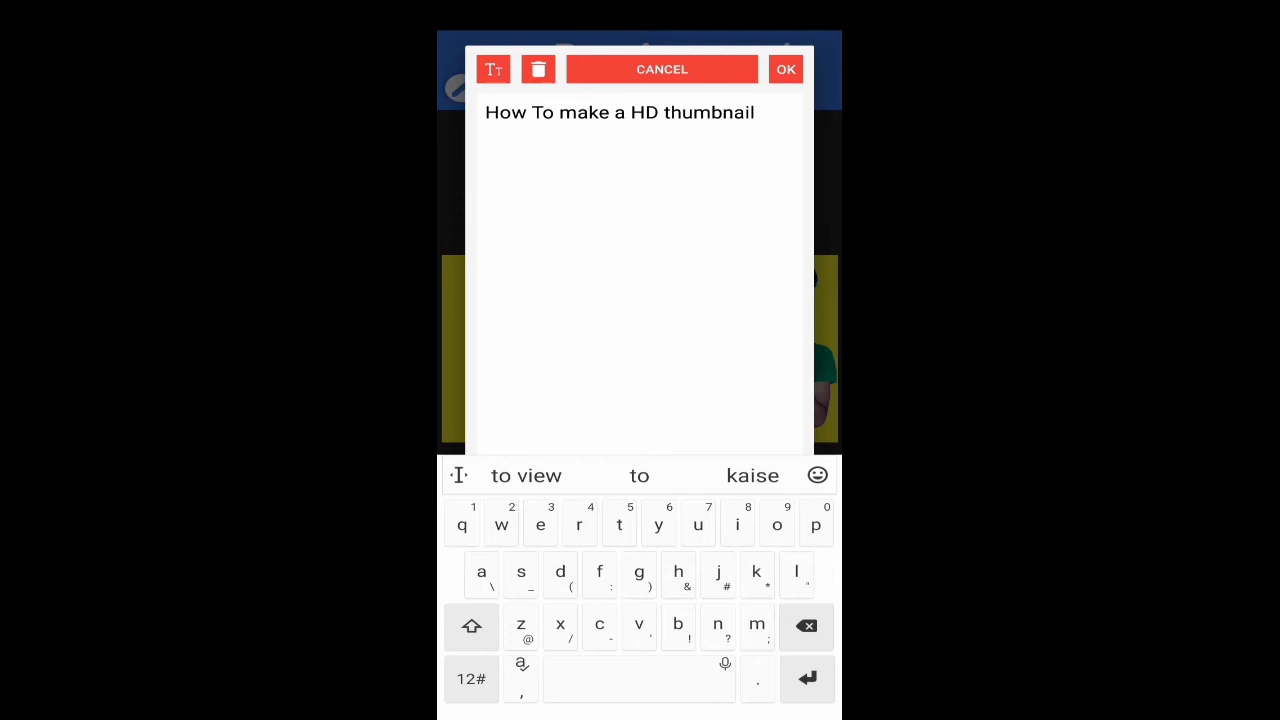 TT CANCEL OK
How To make a HD thumbnail
to view to kaise
1 2 3 4 5 6 7 8 9 0
q w e r t y u i o p
a s d f g h j k l
\ _ ( : ) & # * "
z x c v b n m
@ / - ' ! ? ;
12# a , .